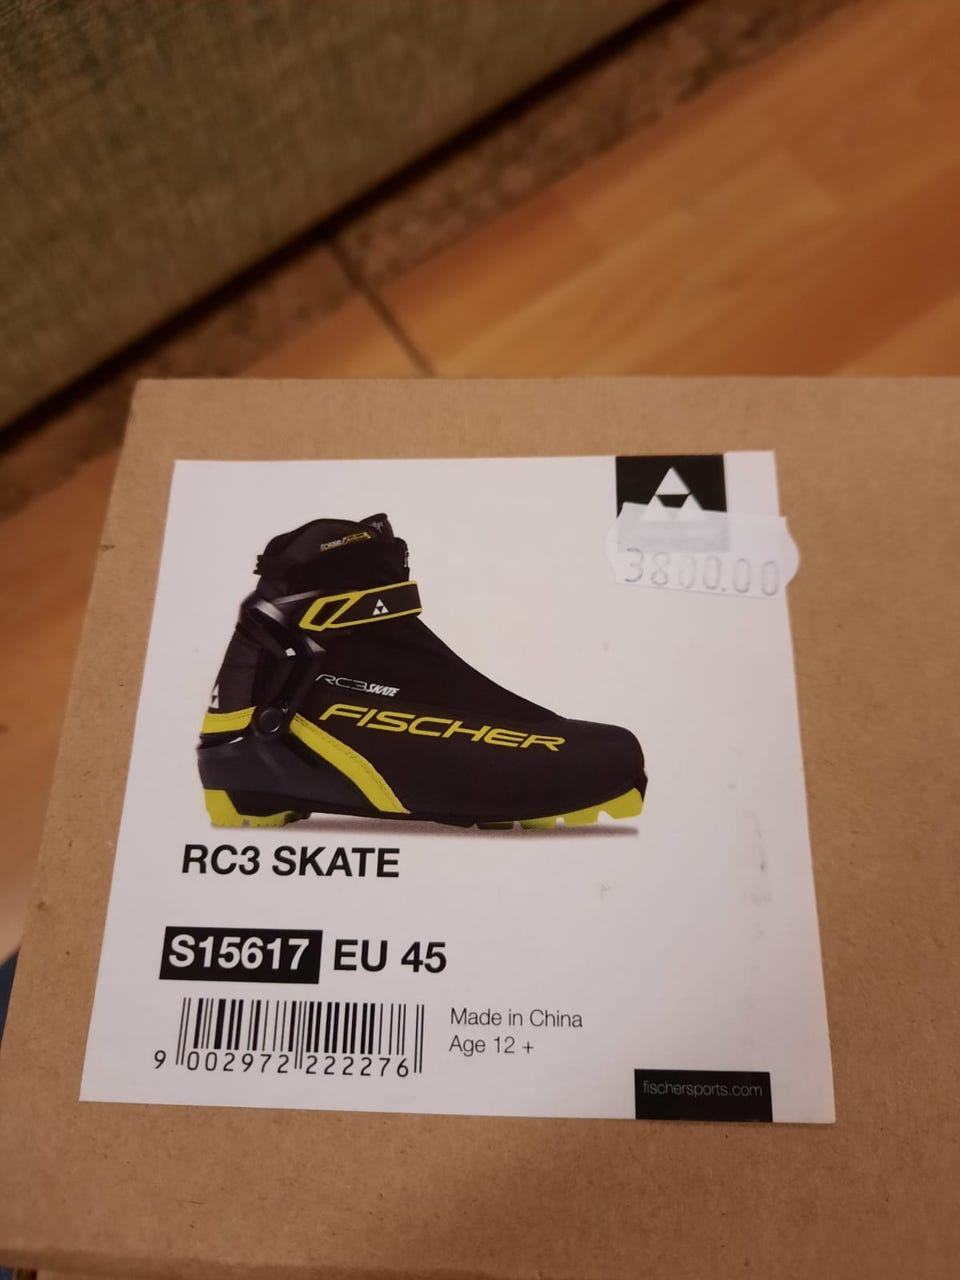 3800.00
RC3 SKATE
FISCHER
RC3 SKATE
S15617 EU 45
Made in China
Age 12 +
9 002972 222276
fischersports.com